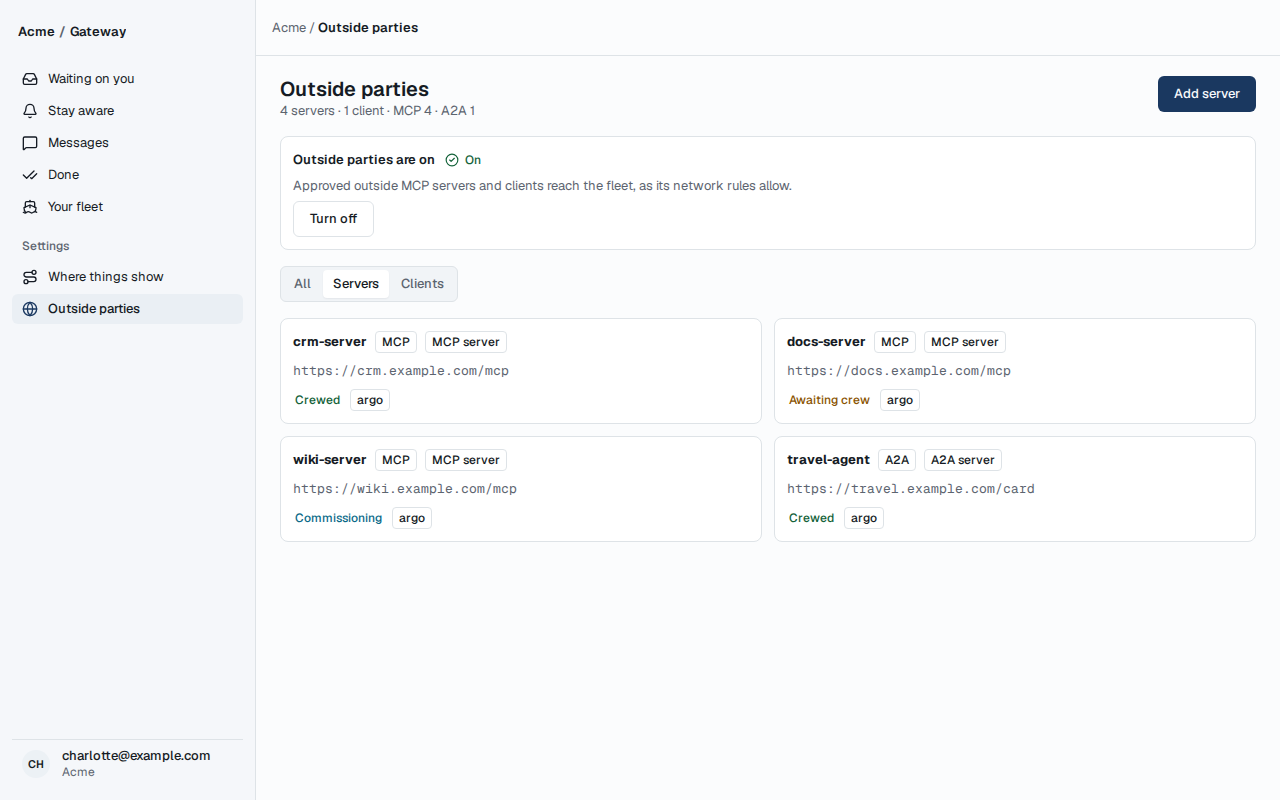 Acme / Gateway
Waiting on you
Stay aware
Messages
Done
Your fleet
Settings
Where things show
Outside parties
CH
charlotte@example.com
Acme
Acme / Outside parties
Outside parties
4 servers · 1 client · MCP 4 · A2A 1
Add server
Outside parties are on On
Approved outside MCP servers and clients reach the fleet, as its network rules allow.
Turn off
All Servers Clients
crm-server MCP MCP server
https://crm.example.com/mcp
Crewed argo
docs-server MCP MCP server
https://docs.example.com/mcp
Awaiting crew argo
wiki-server MCP MCP server
https://wiki.example.com/mcp
Commissioning argo
travel-agent A2A A2A server
https://travel.example.com/card
Crewed argo